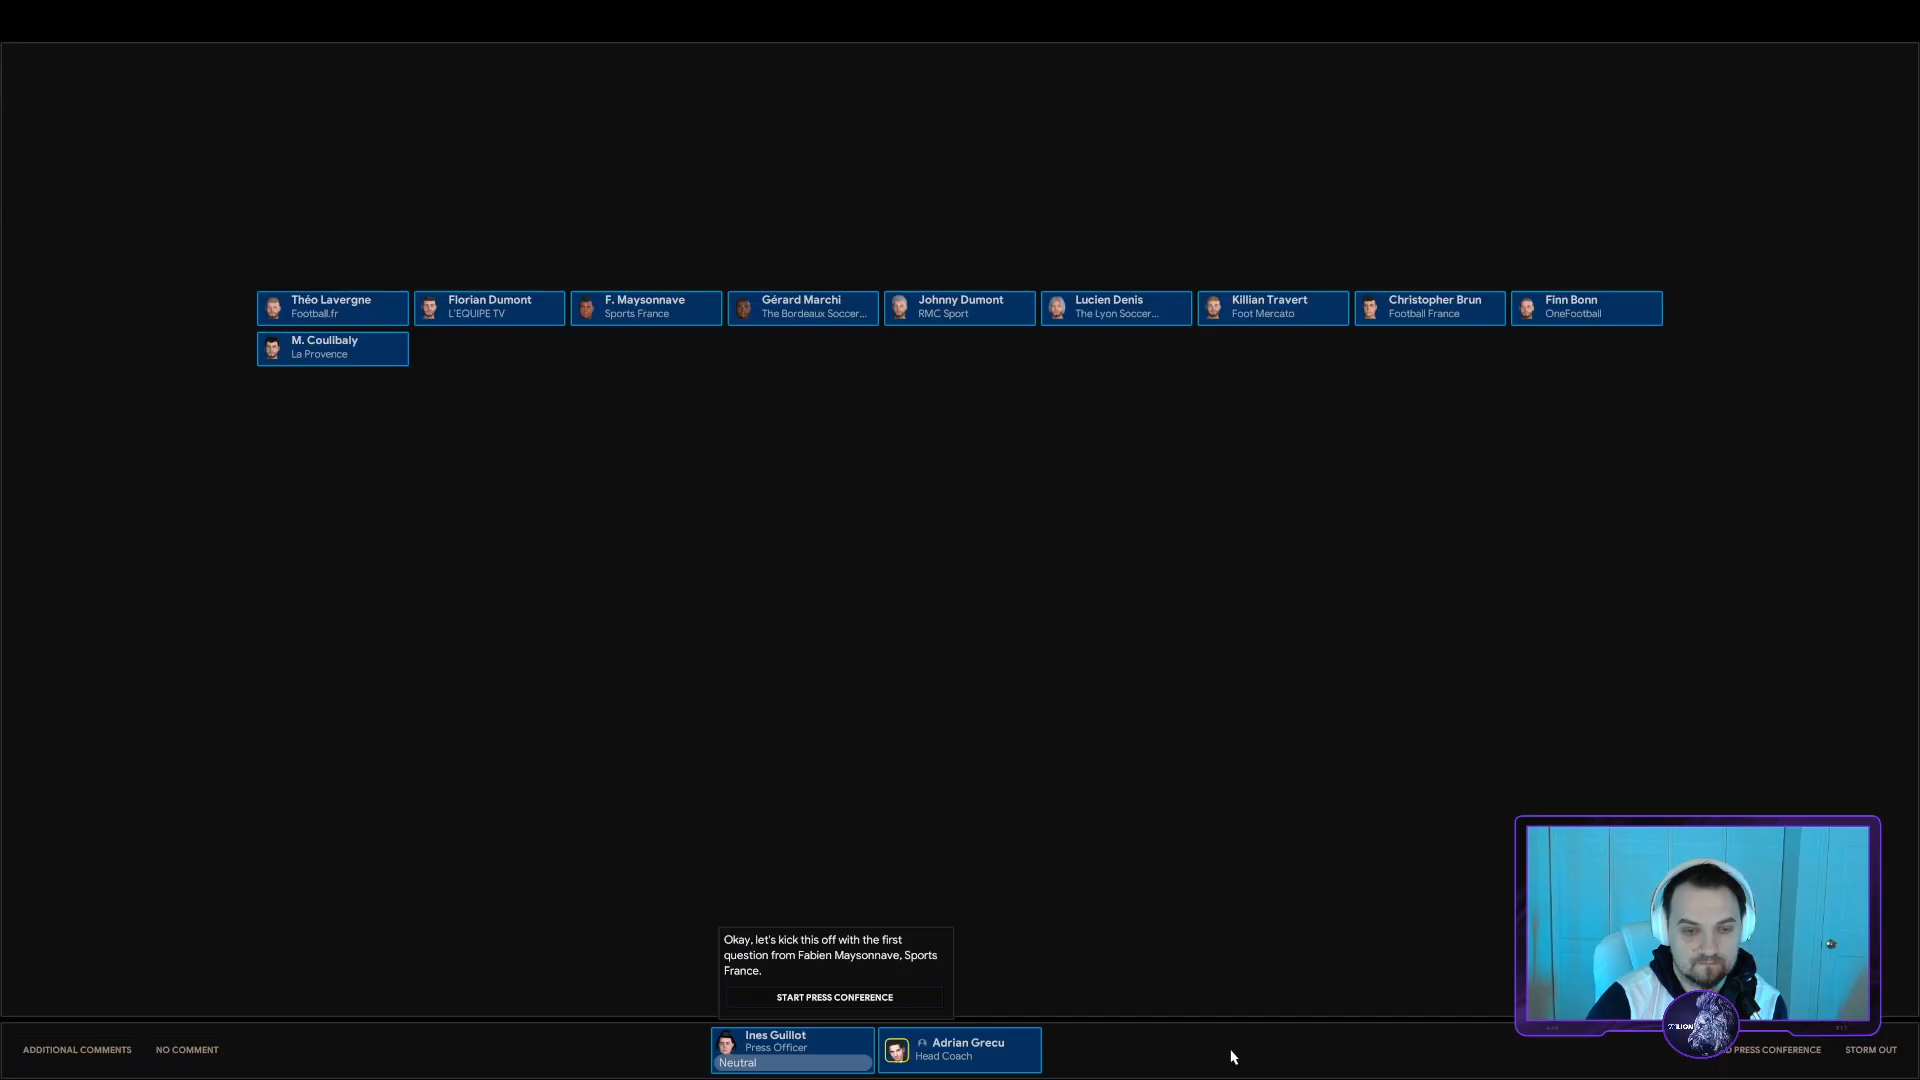 Théo Lavergne
Football.fr
Florian Dumont
L'EQUIPE TV
F. Maysonnave
Sports France
Gérard Marchi
The Bordeaux Soccer...
Johnny Dumont
RMC Sport
Lucien Denis
The Lyon Soccer...
Killian Travert
Foot Mercato
Christopher Brun
Football France
Finn Bonn
OneFootball
M. Coulibaly
La Provence
Okay, let's kick this off with the first
question from Fabien Maysonnave, Sports
France.
START PRESS CONFERENCE
Ines Guillot
Press Officer
Neutral
Adrian Grecu
Head Coach
ADDITIONAL COMMENTS
NO COMMENT
PRESS CONFERENCE
STORM OUT